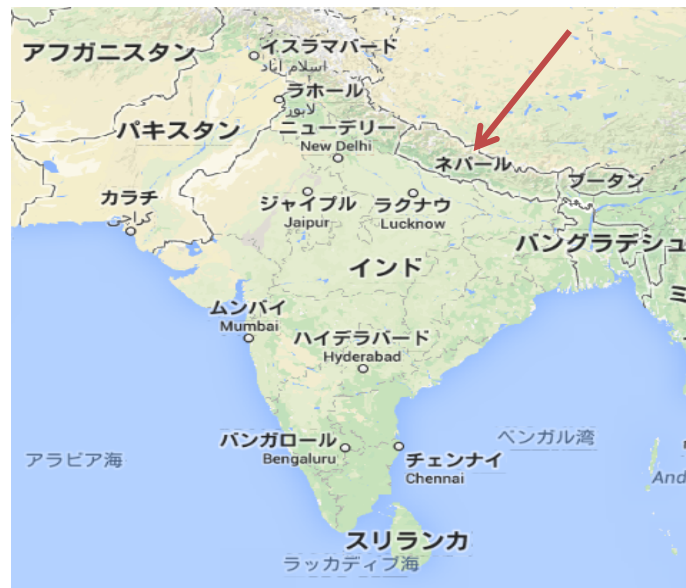 アフガニスタン
イスラマバード
اسلام آباد
ラホール
لاہور
パキスタン
ニューデリー
New Delhi
ネパール
ブータン
カラチ
کراچی
ジャイプル
Jaipur
ラクナウ
Lucknow
バングラデシュ
インド
ミ
ムンバイ
Mumbai
ハイデラバード
Hyderabad
バンガロール
Bengaluru
ベンガル湾
アラビア海
チェンナイ
Chennai
And
スリランカ
ラッカディブ海